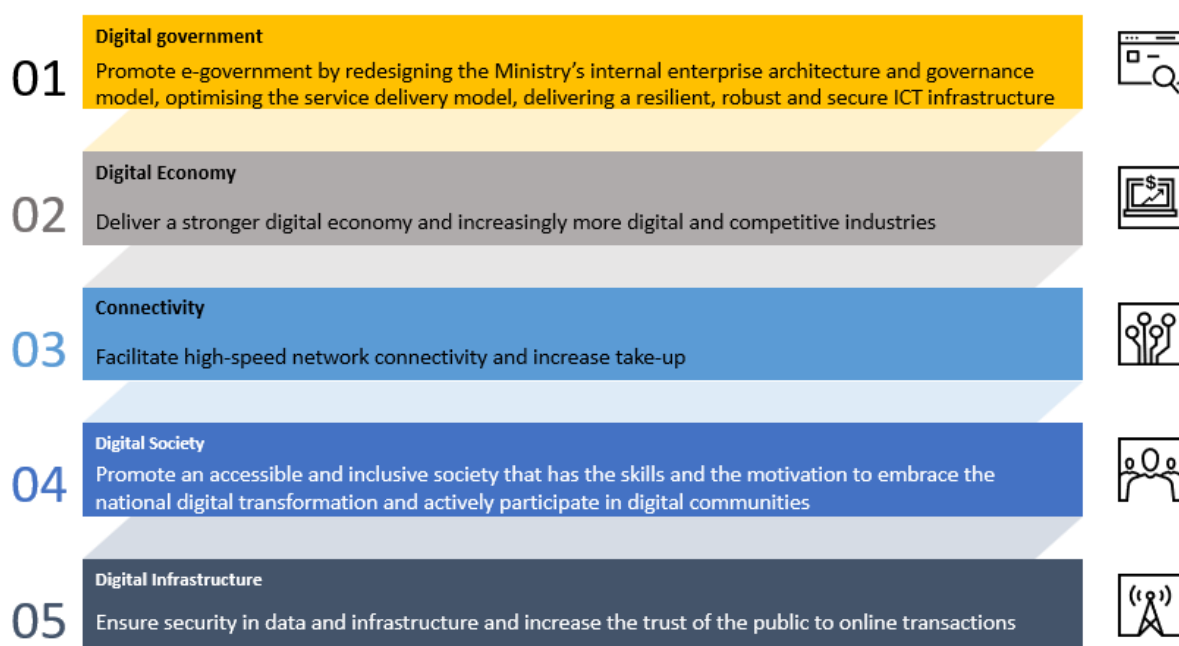 01
Digital government
Promote e-government by redesigning the Ministry's internal enterprise architecture and governance
model, optimising the service delivery model, delivering a resilient, robust and secure ICT infrastructure
02
Digital Economy
Deliver a stronger digital economy and increasingly more digital and competitive industries
03
Connectivity
Facilitate high-speed network connectivity and increase take-up
04
Digital Society
Promote an accessible and inclusive society that has the skills and the motivation to embrace the
national digital transformation and actively participate in digital communities
05
Digital Infrastructure
Ensure security in data and infrastructure and increase the trust of the public to online transactions
$